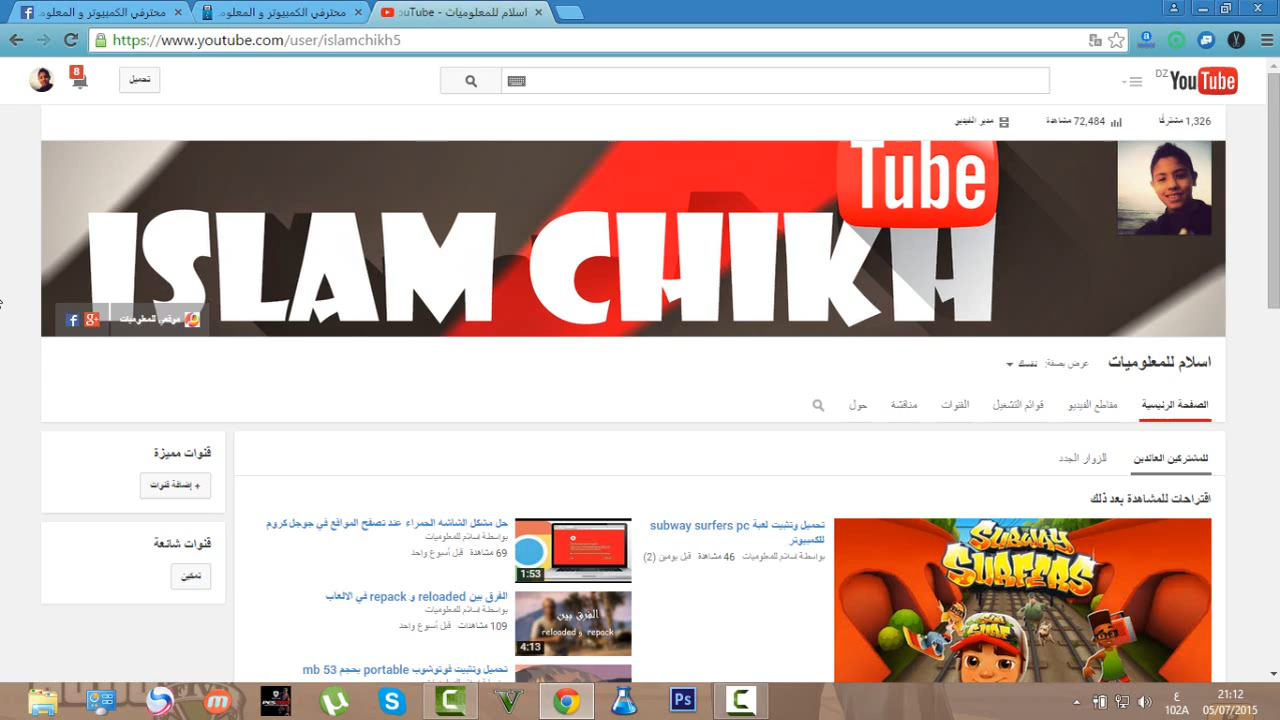 محترفي الكمبيوتر و المعلوم
محترفي الكمبيوتر و المعلوم
اسلام للمعلوميات - YouTube
https://www.youtube.com/user/islamchikh5
8
تحميل
DZ
YouTube
1,326 مشتركًا
72,484 مشاهدة
مدير الفيديو
Tube
ISLAM CHIKH
موقعي للمعلوميات
اسلام للمعلوميات
عرض بصفة: نفسك
الصفحة الرئيسية
مقاطع الفيديو
قوائم التشغيل
القنوات
مناقشة
حول
للمشتركين العائدين
للزوار الجدد
اقتراحات للمشاهدة بعد ذلك
SUBWAY SURFERS
تحميل وتثبيت لعبة subway surfers pc
للكمبيوتر
بواسطة اسلام للمعلوميات
46 مشاهدة قبل يومين (2)
حل مشكل الشاشه الحمراء عند تصفح المواقع في جوجل كروم
بواسطة اسلام للمعلوميات
69 مشاهدة قبل أسبوع واحد
1:53
الفرق بين reloaded و repack في الالعاب
بواسطة اسلام للمعلوميات
109 مشاهدات قبل أسبوع واحد
الفرق بين
reloaded و repack
4:13
تحميل وتثبيت فوتوشوب portable بحجم 53 mb
قنوات مميزة
+ إضافة قنوات
قنوات شائعة
تمكين
Ps
ع
102A
21:12
05/07/2015